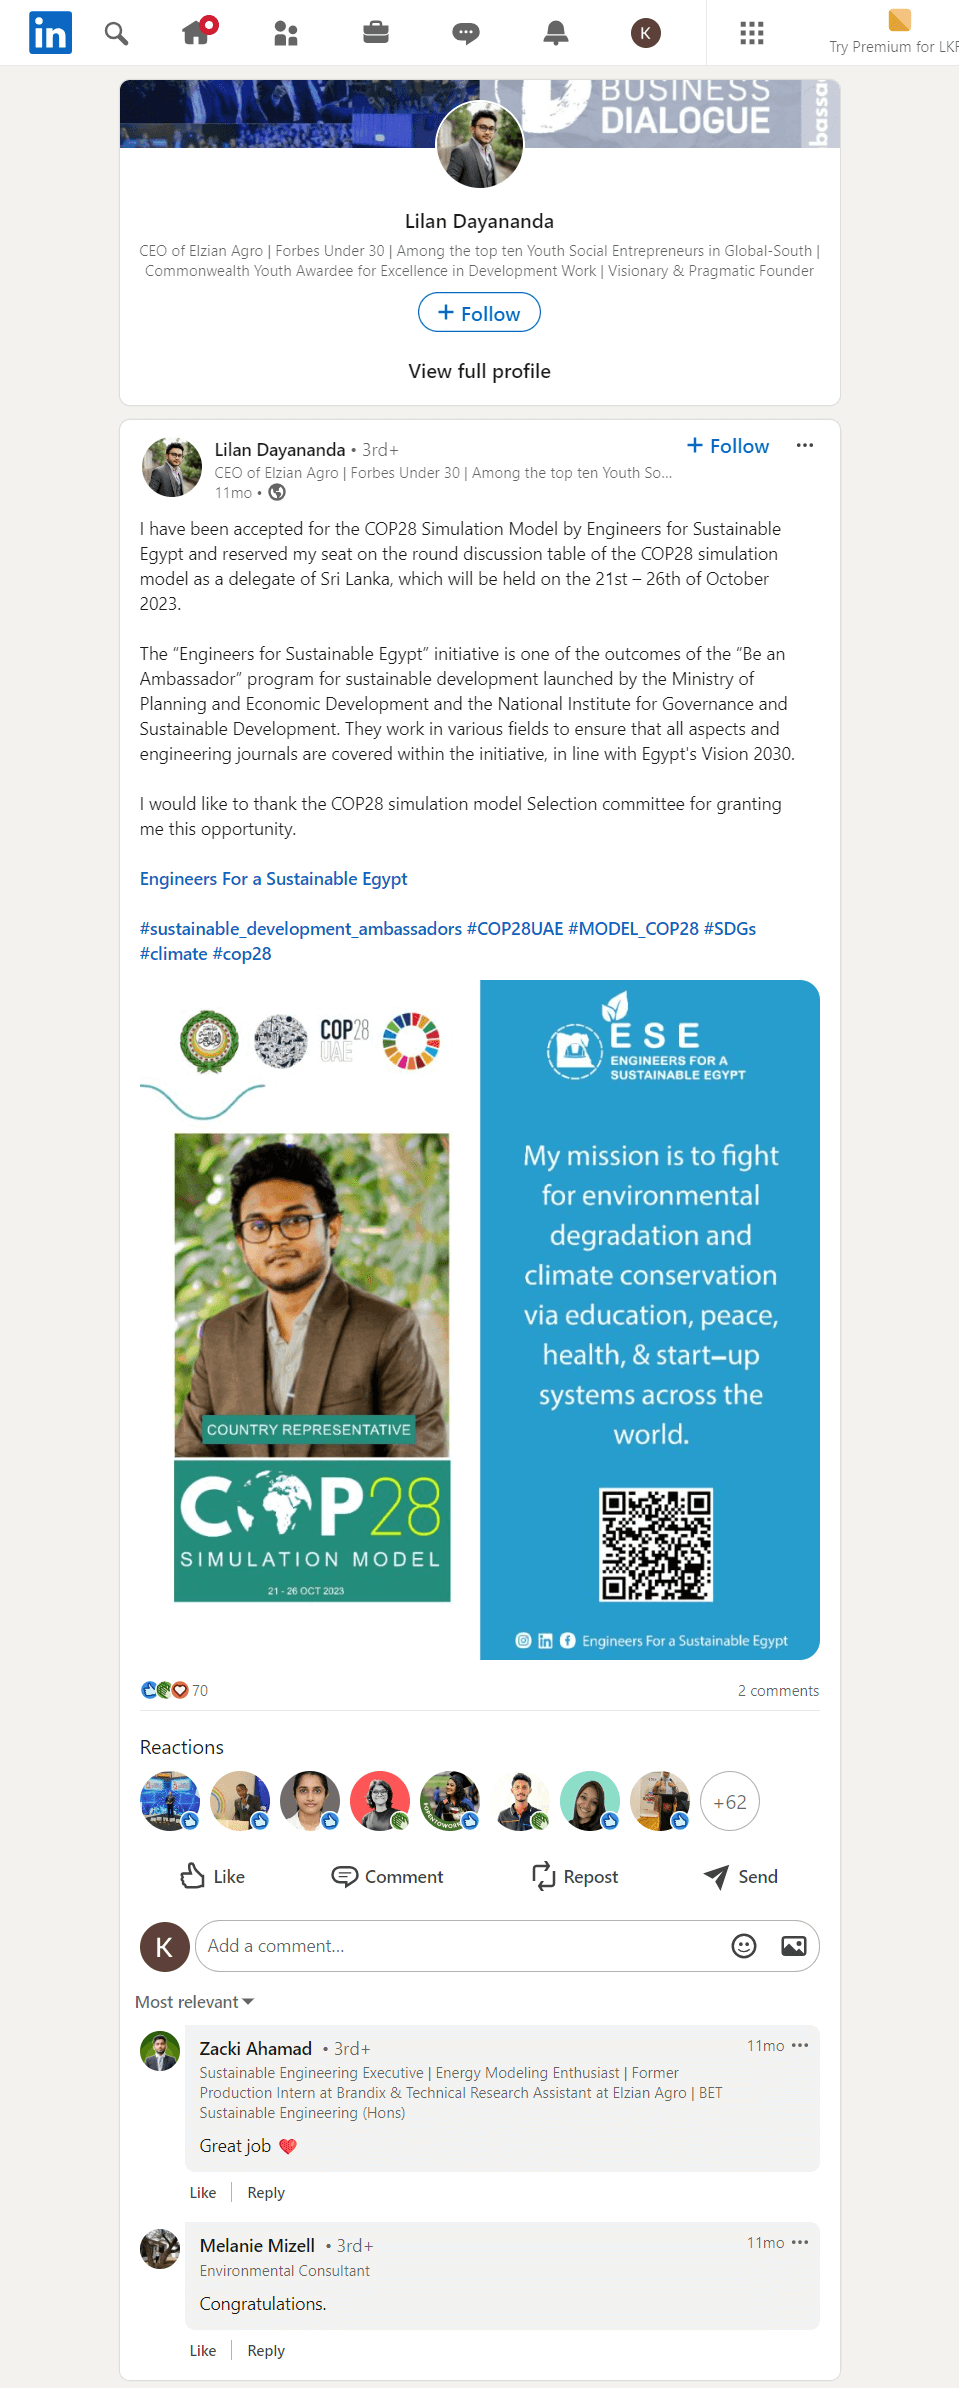 in
K
Try Premium for LKR
BUSINESS
DIALOGUE
bassa
Lilan Dayananda
CEO of Elzian Agro | Forbes Under 30 | Among the top ten Youth Social Entrepreneurs in Global-South |
Commonwealth Youth Awardee for Excellence in Development Work | Visionary & Pragmatic Founder
+ Follow
View full profile
Lilan Dayananda • 3rd+
+ Follow
CEO of Elzian Agro | Forbes Under 30 | Among the top ten Youth So...
11mo •
I have been accepted for the COP28 Simulation Model by Engineers for Sustainable
Egypt and reserved my seat on the round discussion table of the COP28 simulation
model as a delegate of Sri Lanka, which will be held on the 21st – 26th of October
2023.
The “Engineers for Sustainable Egypt” initiative is one of the outcomes of the “Be an
Ambassador” program for sustainable development launched by the Ministry of
Planning and Economic Development and the National Institute for Governance and
Sustainable Development. They work in various fields to ensure that all aspects and
engineering journals are covered within the initiative, in line with Egypt's Vision 2030.
I would like to thank the COP28 simulation model Selection committee for granting
me this opportunity.
Engineers For a Sustainable Egypt
#sustainable_development_ambassadors #COP28UAE #MODEL_COP28 #SDGs
#climate #cop28
COP28
UAE
COUNTRY REPRESENTATIVE
COP28
SIMULATION MODEL
21 - 26 OCT 2023
ESE
ENGINEERS FOR A
SUSTAINABLE EGYPT
My mission is to fight
for environmental
degradation and
climate conservation
via education, peace,
health, & start–up
systems across the
world.
Engineers For a Sustainable Egypt
70
2 comments
Reactions
+62
Like
Comment
Repost
Send
K
Add a comment...
Most relevant
Zacki Ahamad • 3rd+
11mo
Sustainable Engineering Executive | Energy Modeling Enthusiast | Former
Production Intern at Brandix & Technical Research Assistant at Elzian Agro | BET
Sustainable Engineering (Hons)
Great job ❤️
Like | Reply
Melanie Mizell • 3rd+
11mo
Environmental Consultant
Congratulations.
Like | Reply